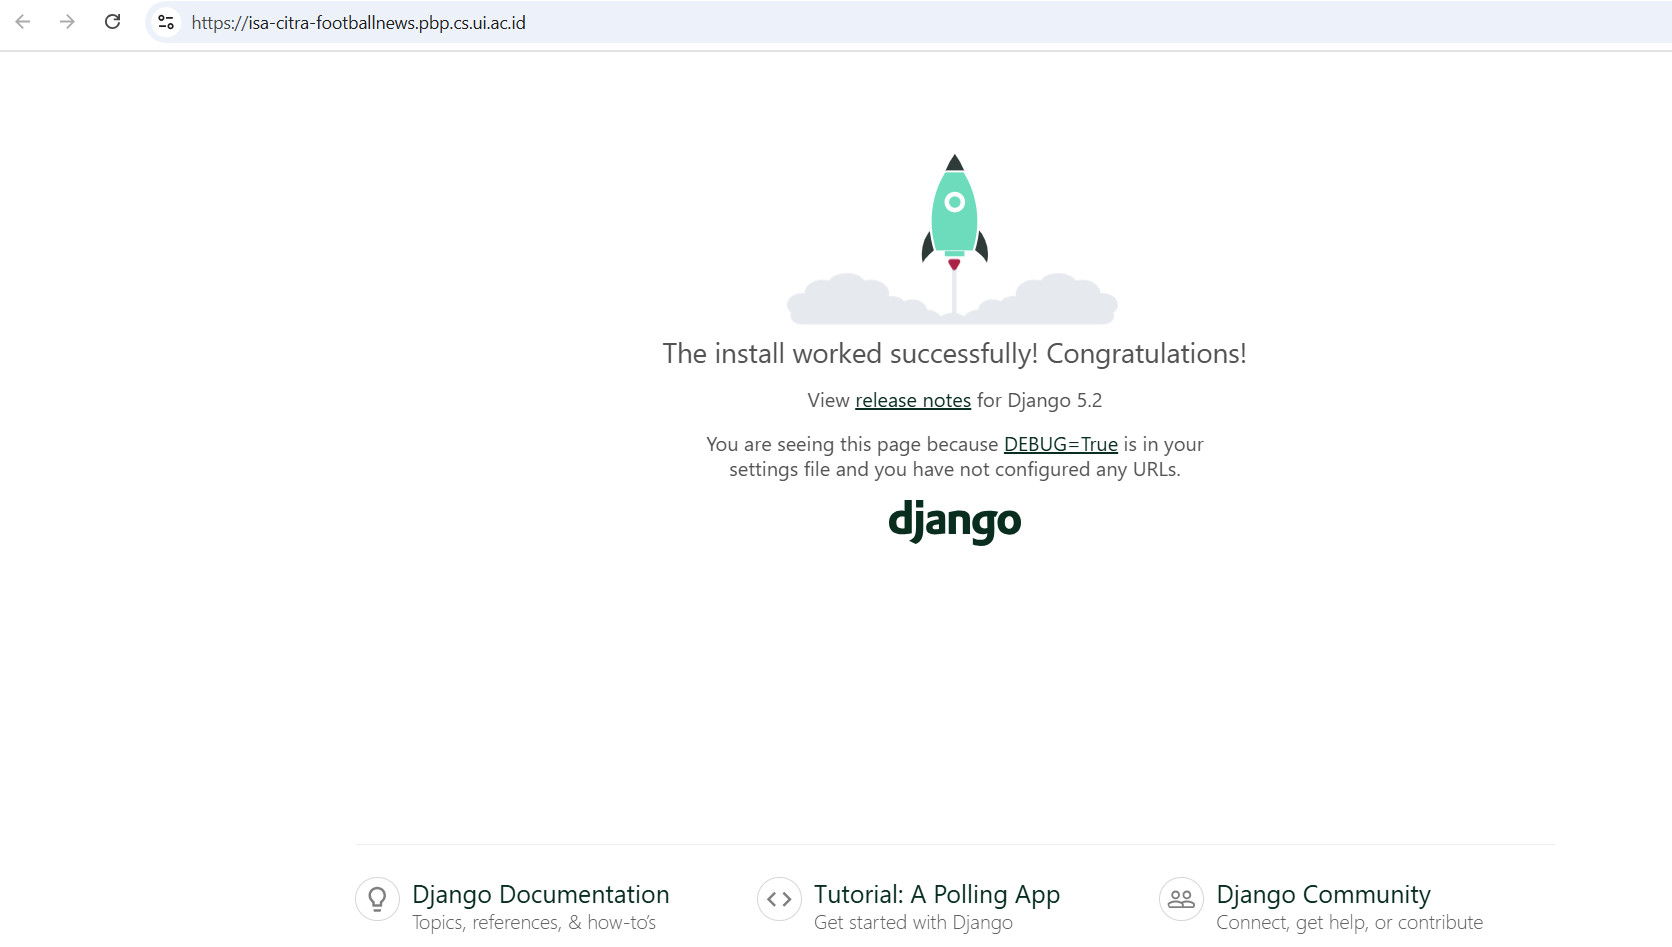 https://isa-citra-footballnews.pbp.cs.ui.ac.id
The install worked successfully! Congratulations!
View release notes for Django 5.2
You are seeing this page because DEBUG=True is in your
settings file and you have not configured any URLs.
django
Django Documentation
Topics, references, & how-to’s
Tutorial: A Polling App
Get started with Django
Django Community
Connect, get help, or contribute